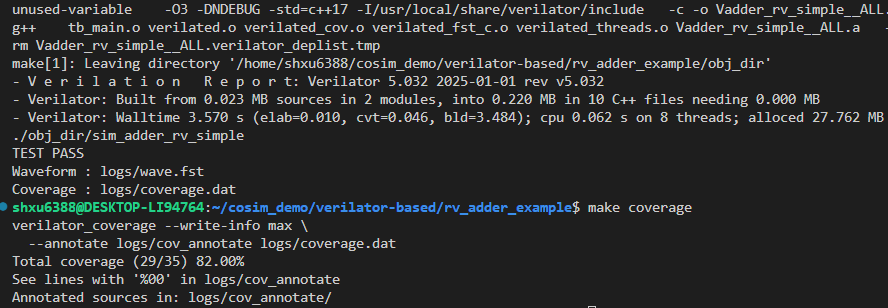 unused-variable    -O3 -DNDEBUG -std=c++17 -I/usr/local/share/verilator/include   -c -o Vadder_rv_simple__ALL.
g++    tb_main.o verilated.o verilated_cov.o verilated_fst_c.o verilated_threads.o Vadder_rv_simple__ALL.a   -
rm Vadder_rv_simple__ALL.verilator_deplist.tmp
make[1]: Leaving directory '/home/shxu6388/cosim_demo/verilator-based/rv_adder_example/obj_dir'
- V e r i l a t i o n   R e p o r t: Verilator 5.032 2025-01-01 rev v5.032
- Verilator: Built from 0.023 MB sources in 2 modules, into 0.220 MB in 10 C++ files needing 0.000 MB
- Verilator: Walltime 3.570 s (elab=0.010, cvt=0.046, bld=3.484); cpu 0.062 s on 8 threads; alloced 27.762 MB
./obj_dir/sim_adder_rv_simple
TEST PASS
Waveform : logs/wave.fst
Coverage : logs/coverage.dat
shxu6388@DESKTOP-LI94764:~/cosim_demo/verilator-based/rv_adder_example$ make coverage
verilator_coverage --write-info max \
  --annotate logs/cov_annotate logs/coverage.dat
Total coverage (29/35) 82.00%
See lines with '%00' in logs/cov_annotate
Annotated sources in: logs/cov_annotate/